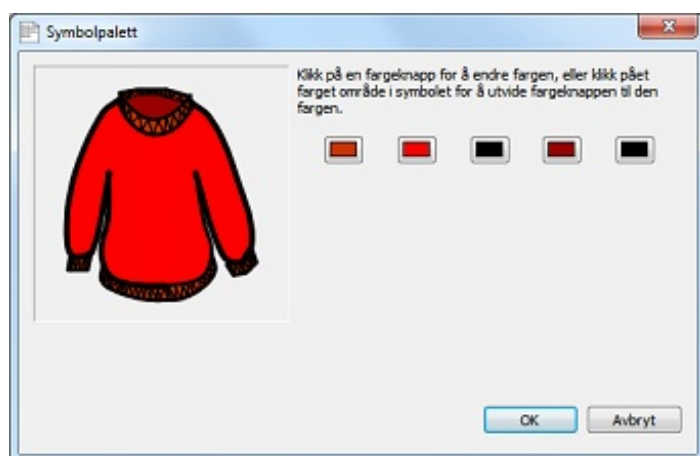 Symbolpalett
Klikk på en fargeknapp for å endre fargen, eller klikk pået
farget område i symbolet for å utvide fargeknappen til den
fargen.
OK
Avbryt